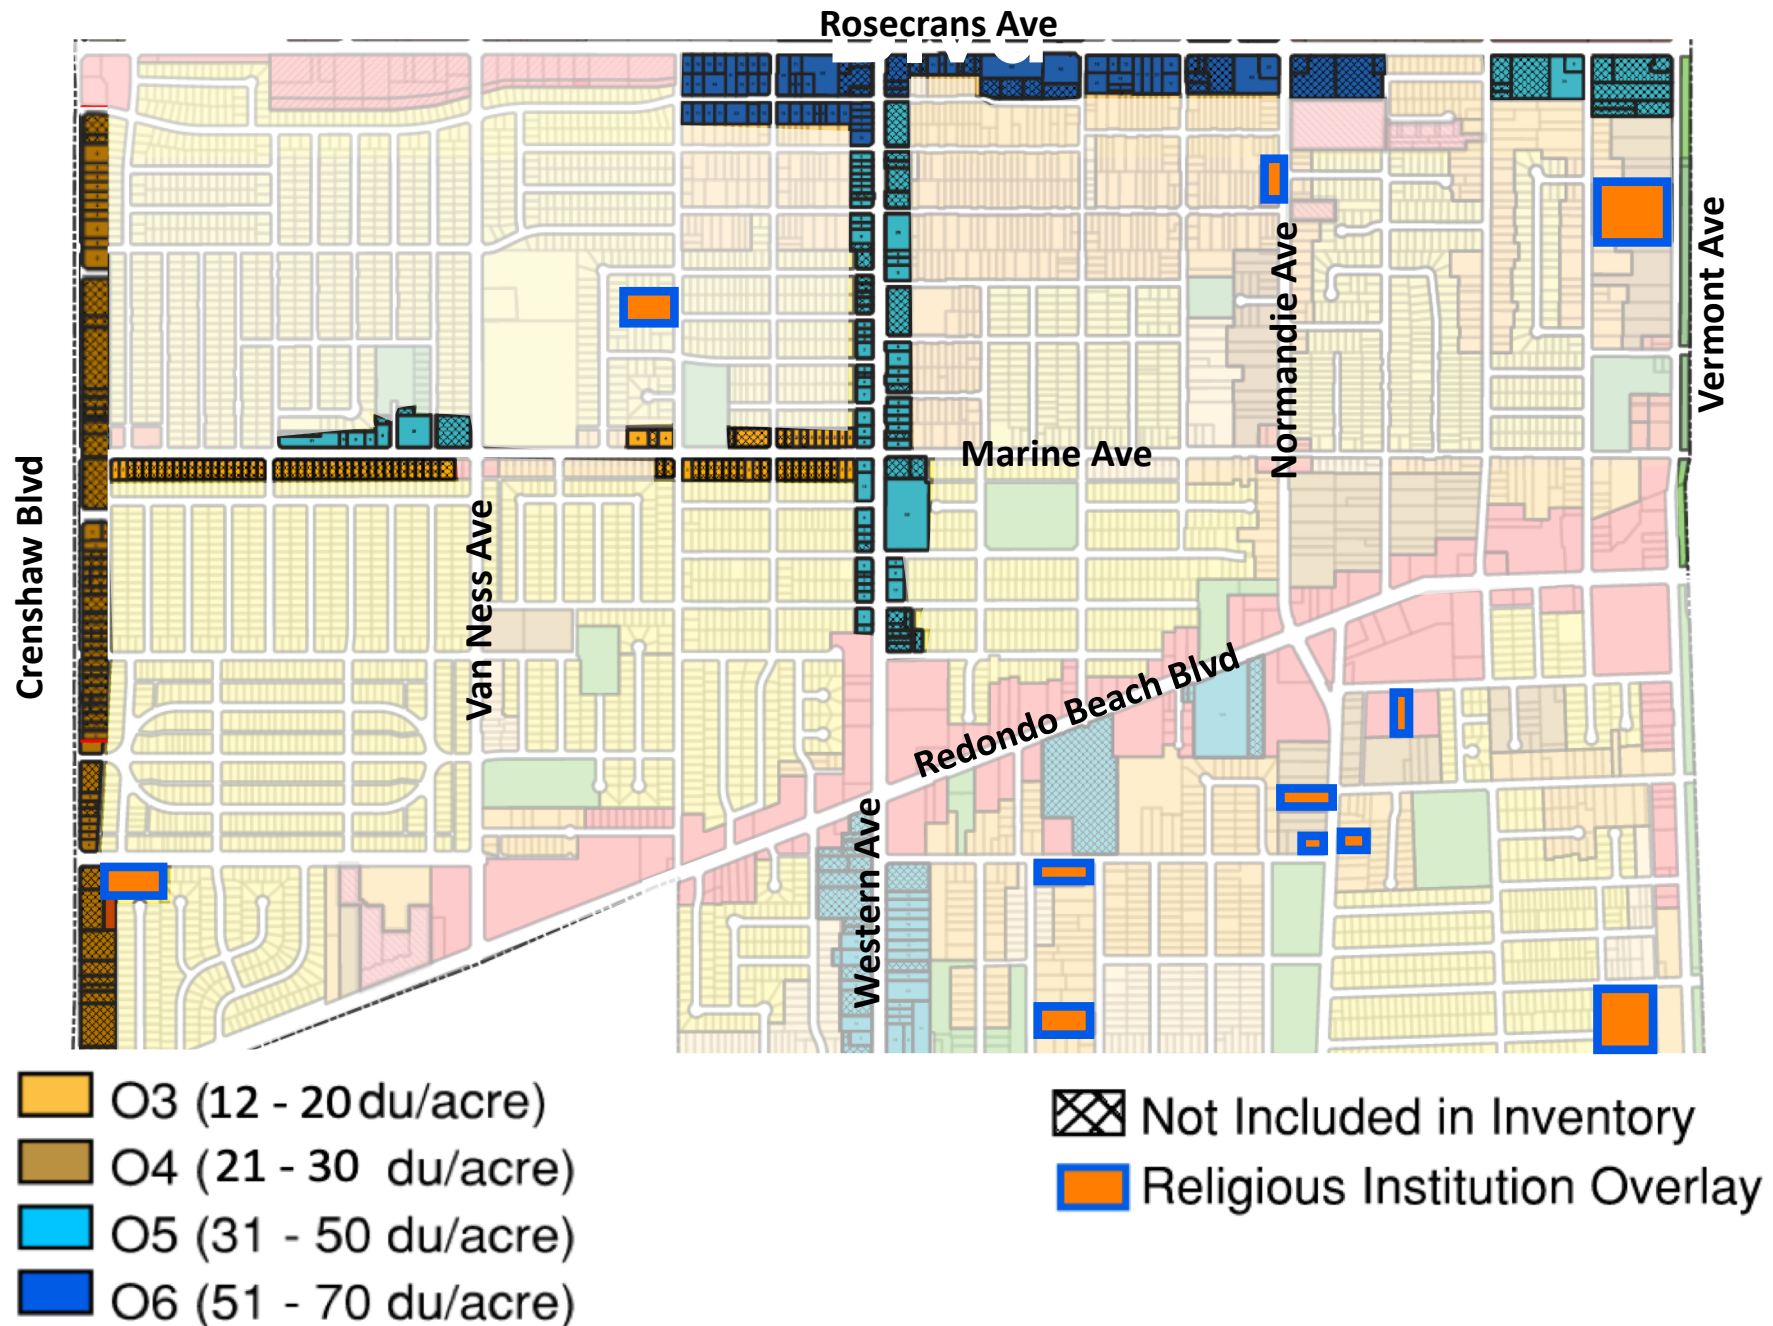 Rosecrans Ave
Vermont Ave
Normandie Ave
Marine Ave
Crenshaw Blvd
Van Ness Ave
Redondo Beach Blvd
Western Ave
O3 (12 - 20 du/acre)
O4 (21 - 30 du/acre)
O5 (31 - 50 du/acre)
O6 (51 - 70 du/acre)
Not Included in Inventory
Religious Institution Overlay